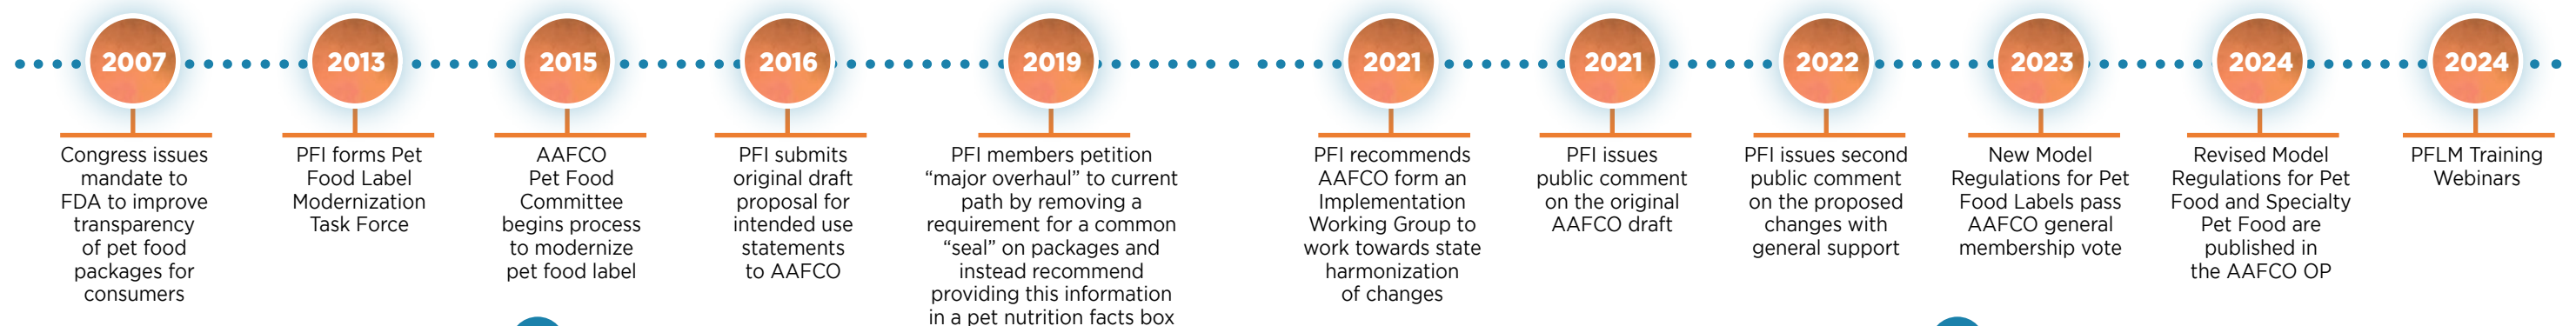 2007
Congress issues
mandate to
FDA to improve
transparency
of pet food
packages for
consumers
2013
PFI forms Pet
Food Label
Modernization
Task Force
2015
AAFCO
Pet Food
Committee
begins process
to modernize
pet food label
2016
PFI submits
original draft
proposal for
intended use
statements
to AAFCO
2019
PFI members petition
“major overhaul” to current
path by removing a
requirement for a common
“seal” on packages and
instead recommend
providing this information
in a pet nutrition facts box
2021
PFI recommends
AAFCO form an
Implementation
Working Group to
work towards state
harmonization
of changes
2021
PFI issues
public comment
on the original
AAFCO draft
2022
PFI issues second
public comment
on the proposed
changes with
general support
2023
New Model
Regulations for Pet
Food Labels pass
AAFCO general
membership vote
2024
Revised Model
Regulations for Pet
Food and Specialty
Pet Food are
published in
the AAFCO OP
2024
PFLM Training
Webinars